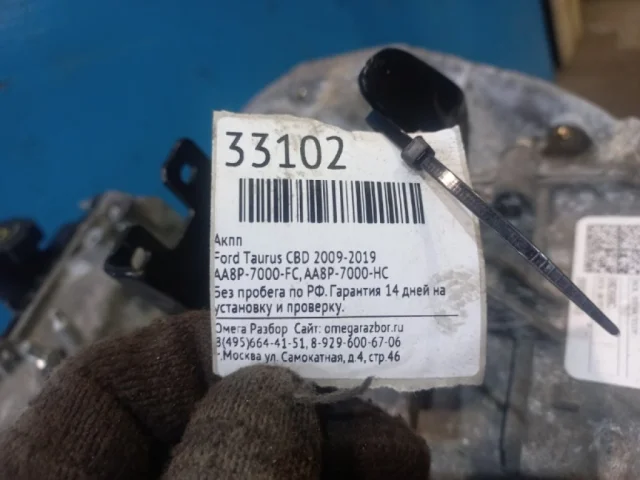 33102
Акпп
Ford Taurus CBD 2009-2019
AA8P-7000-FC, AA8P-7000-HC
Без пробега по РФ. Гарантия 14 дней на
установку и проверку.
Омега Разбор Сайт: omegarazbor.ru
8(495)664-41-51, 8-929-600-67-06
г.Москва ул. Самокатная, д.4, стр.46